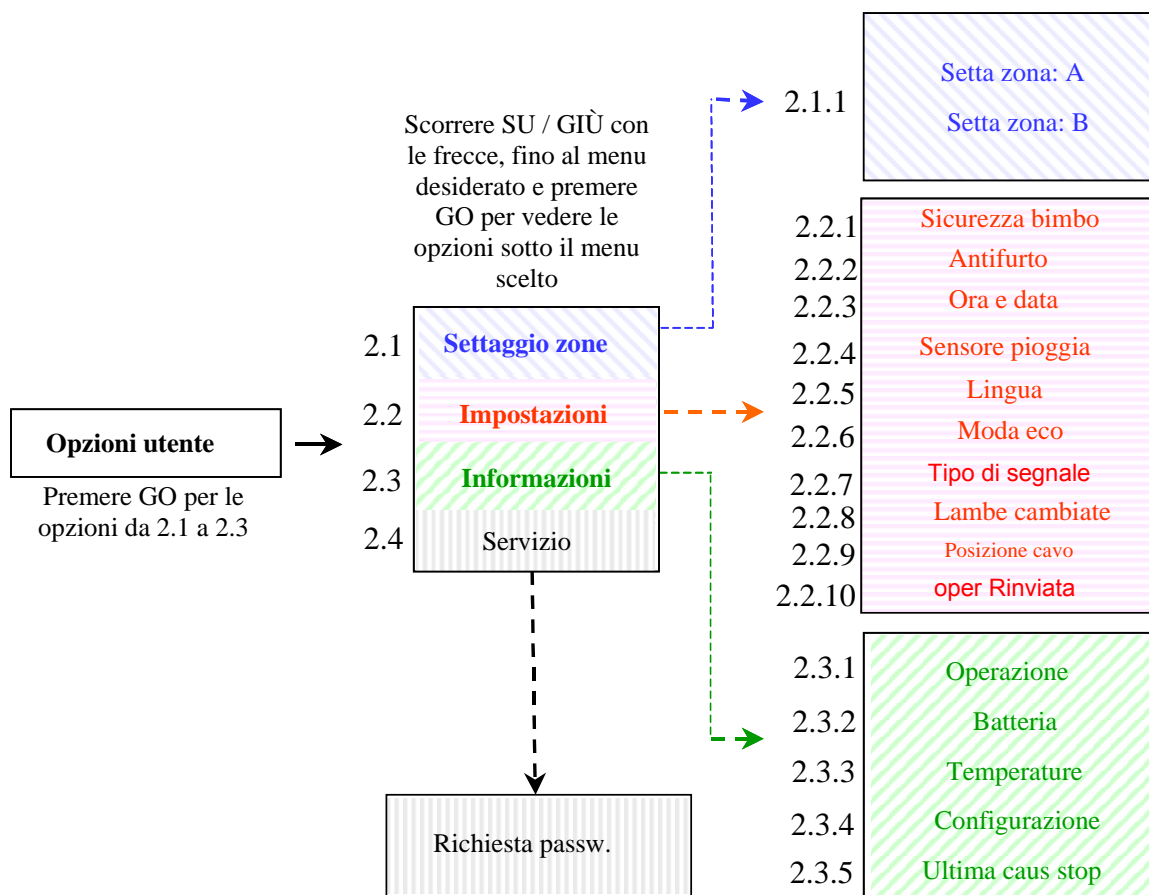 Opzioni utente
Premere GO per le
opzioni da 2.1 a 2.3
Scorrere SU / GIÙ con
le frecce, fino al menu
desiderato e premere
GO per vedere le
opzioni sotto il menu
scelto
2.1 Settaggio zone
2.2 Impostazioni
2.3 Informazioni
2.4 Servizio
Richiesta passw.
2.1.1
Setta zona: A
Setta zona: B
2.2.1 Sicurezza bimbo
2.2.2 Antifurto
2.2.3 Ora e data
2.2.4 Sensore pioggia
2.2.5 Lingua
2.2.6 Moda eco
2.2.7 Tipo di segnale
2.2.8 Lambe cambiate
2.2.9 Posizione cavo
2.2.10 oper Rinviata
2.3.1 Operazione
2.3.2 Batteria
2.3.3 Temperature
2.3.4 Configurazione
2.3.5 Ultima caus stop